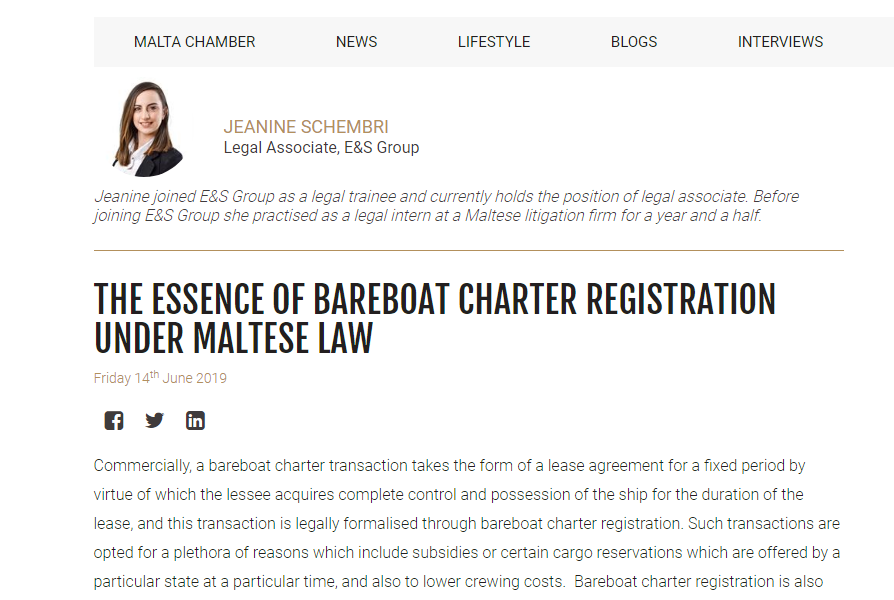 MALTA CHAMBER NEWS LIFESTYLE BLOGS INTERVIEWS
JEANINE SCHEMBRI
Legal Associate, E&S Group
Jeanine joined E&S Group as a legal trainee and currently holds the position of legal associate. Before
joining E&S Group she practised as a legal intern at a Maltese litigation firm for a year and a half.
THE ESSENCE OF BAREBOAT CHARTER REGISTRATION
UNDER MALTESE LAW
Friday 14th June 2019
Commercially, a bareboat charter transaction takes the form of a lease agreement for a fixed period by
virtue of which the lessee acquires complete control and possession of the ship for the duration of the
lease, and this transaction is legally formalised through bareboat charter registration. Such transactions are
opted for a plethora of reasons which include subsidies or certain cargo reservations which are offered by a
particular state at a particular time, and also to lower crewing costs.  Bareboat charter registration is also